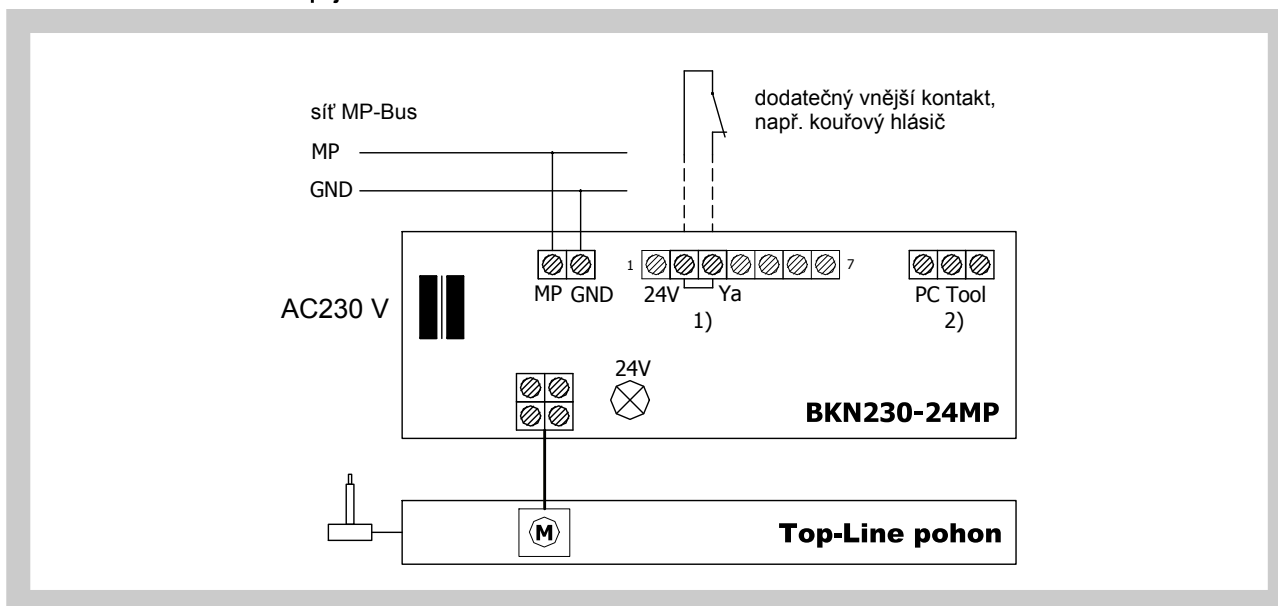 síť MP-Bus
dodatečný vnější kontakt,
např. kouřový hlásič
MP
GND
1
7
MP GND
24V
Ya
PC Tool
1)
2)
AC230 V
24V
BKN230-24MP
M
Top-Line pohon